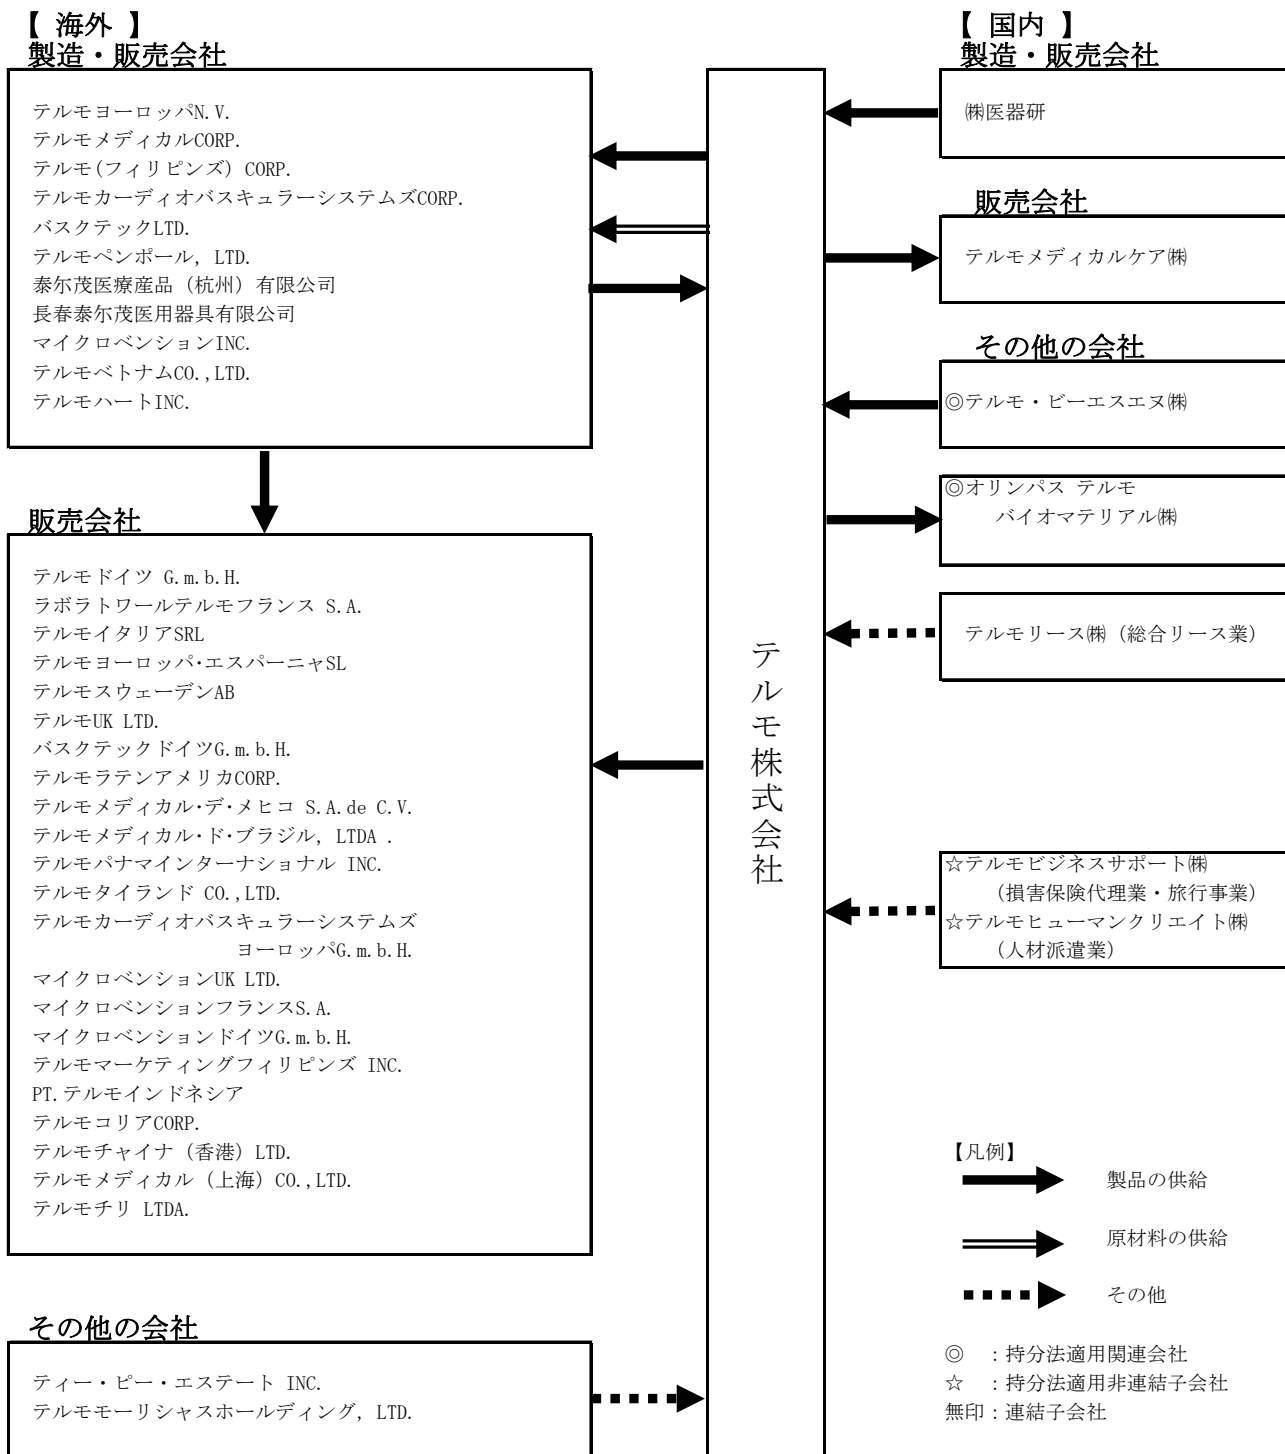 【 海外 】
製造・販売会社
テルモヨーロッパN.V.
テルモメディカルCORP.
テルモ(フィリピンズ) CORP.
テルモカーディオバスキュラーシステムズCORP.
バスクテックLTD.
テルモペンポール, LTD.
泰尓茂医療産品（杭州）有限公司
長春泰尓茂医用器具有限公司
マイクロベンションINC.
テルモベトナムCO.,LTD.
テルモハートINC.
販売会社
テルモドイツ G.m.b.H.
ラボラトワールテルモフランス S.A.
テルモイタリアSRL
テルモヨーロッパ・エスパーニャSL
テルモスウェーデンAB
テルモUK LTD.
バスクテックドイツG.m.b.H.
テルモラテンアメリカCORP.
テルモメディカル・デ・メヒコ S.A.de C.V.
テルモメディカル・ド・ブラジル, LTDA .
テルモパナマインターナショナル INC.
テルモタイランド CO.,LTD.
テルモカーディオバスキュラーシステムズ
ヨーロッパG.m.b.H.
マイクロベンションUK LTD.
マイクロベンションフランスS.A.
マイクロベンションドイツG.m.b.H.
テルモマーケティングフィリピンズ INC.
PT.テルモインドネシア
テルモコリアCORP.
テルモチャイナ（香港）LTD.
テルモメディカル（上海）CO.,LTD.
テルモチリ LTDA.
その他の会社
ティー・ピー・エステート INC.
テルモモーリシャスホールディング, LTD.
テルモ株式会社
【 国内 】
製造・販売会社
㈱医器研
販売会社
テルモメディカルケア㈱
その他の会社
◎テルモ・ビーエスエヌ㈱
◎オリンパス テルモ
バイオマテリアル㈱
テルモリース㈱（総合リース業）
☆テルモビジネスサポート㈱
（損害保険代理業・旅行事業）
☆テルモヒューマンクリエイト㈱
（人材派遣業）
【凡例】
製品の供給
原材料の供給
その他
◎ ：持分法適用関連会社
☆ ：持分法適用非連結子会社
無印：連結子会社